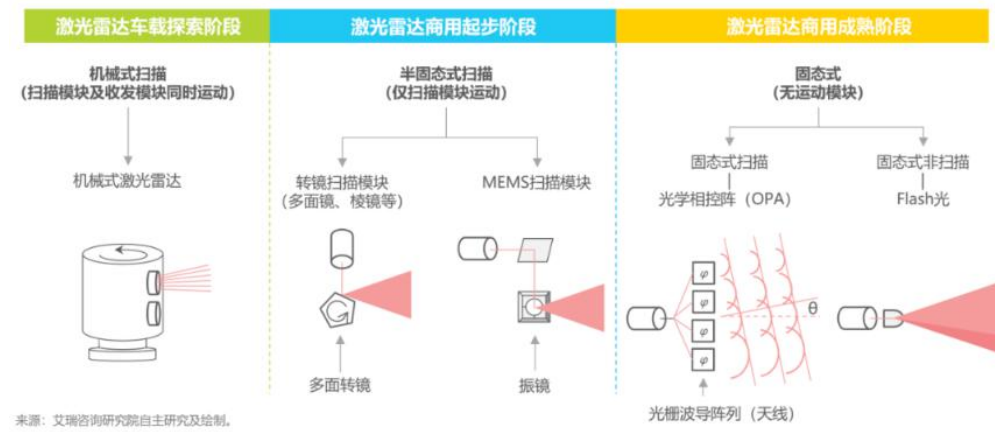 激光雷达车载探索阶段
激光雷达商用起步阶段
激光雷达商用成熟阶段
机械式扫描
(扫描模块及收发模块同时运动)
机械式激光雷达
半固态式扫描
(仅扫描模块运动)
转镜扫描模块
(多面镜、棱镜等)
MEMS扫描模块
多面转镜
振镜
固态式
(无运动模块)
固态式扫描
光学相控阵（OPA）
固态式非扫描
Flash光
φ
φ
φ
φ
θ
光栅波导阵列（天线）
来源：艾瑞咨询研究院自主研究及绘制。